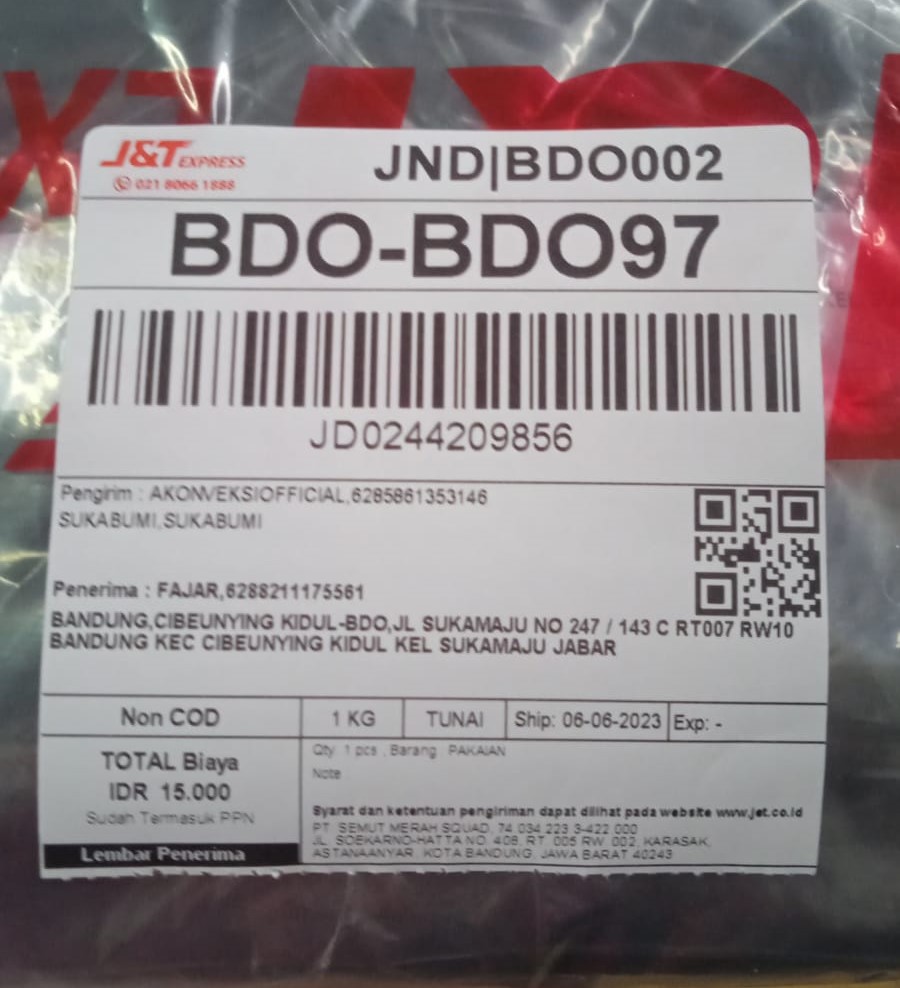 J&T EXPRESS
021 8066 1888
JND|BDO002
BDO-BDO97
JD0244209856
Pengirim : AKONVEKSIOFFICIAL,6285861353146
SUKABUMI,SUKABUMI
Penerima : FAJAR,6288211175561
BANDUNG,CIBEUNYING KIDUL-BDO,JL SUKAMAJU NO 247 / 143 C RT007 RW10
BANDUNG KEC CIBEUNYING KIDUL KEL SUKAMAJU JABAR
Non COD
1 KG
TUNAI
Ship: 06-06-2023
Exp: -
TOTAL Biaya
IDR 15.000
Sudah Termasuk PPN
Lembar Penerima
Qty 1 pcs , Barang PAKAIAN
Note
Syarat dan ketentuan pengiriman dapat dilihat pada website www.jet.co.id
PT. SEMUT MERAH SQUAD, 74.034.223.3-422.000
JL. SOEKARNO-HATTA NO. 408, RT. 005 RW. 002, KARASAK,
ASTANAANYAR, KOTA BANDUNG, JAWA BARAT 40243